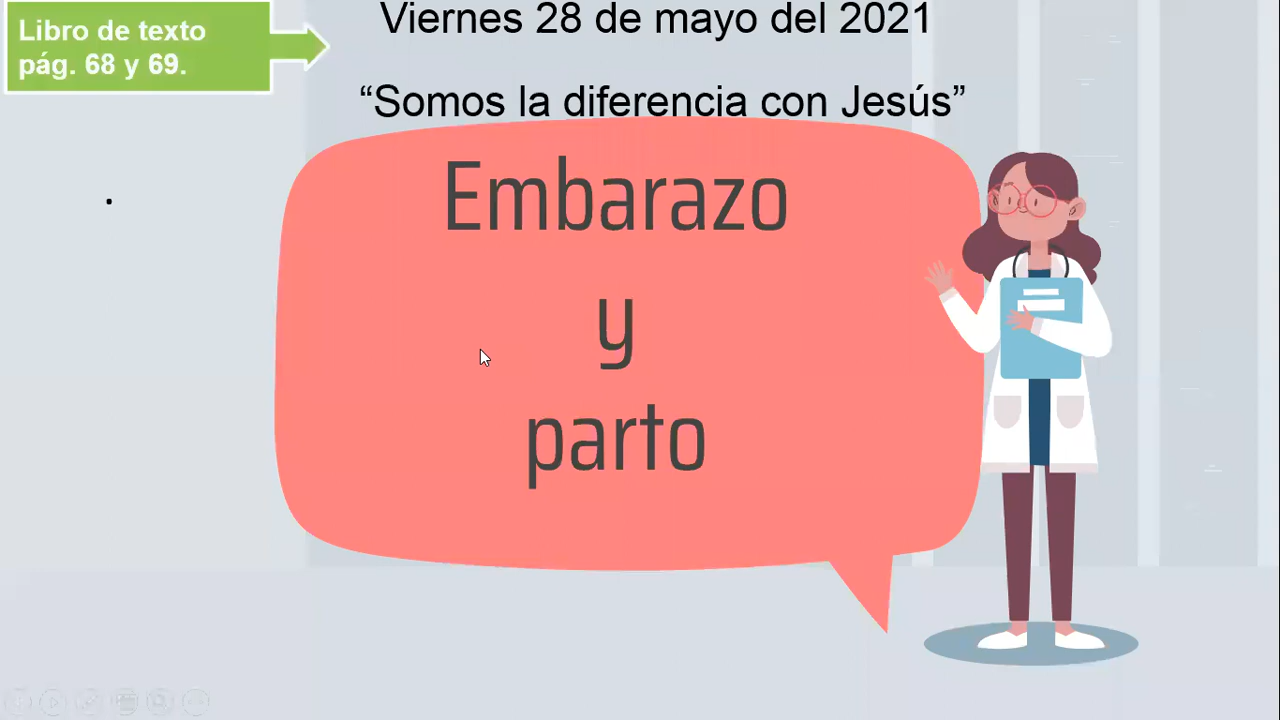 Libro de texto
pág. 68 y 69.
Viernes 28 de mayo del 2021
“Somos la diferencia con Jesús”
Embarazo
y
parto